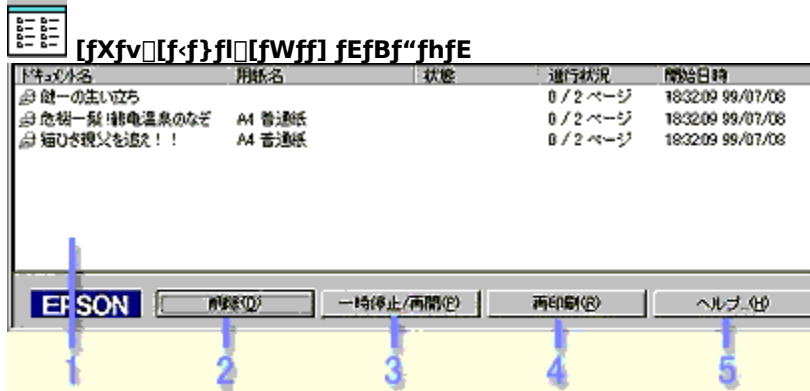 [ƒXƒv□[ƒ‹ƒ}ƒl□[ƒWƒƒ] ƒEƒBƒ“ƒhƒE
ドキュメント名 用紙名 状態 進行状況 開始日時
健一の生い立ち 0 / 2 ページ 18:32:09 99/07/08
危機一髪!鶴亀温泉のなぞ A4 普通紙 0 / 2 ページ 18:32:09 99/07/08
猫ひき親父を追え!! A4 普通紙 0 / 2 ページ 18:32:09 99/07/08
EPSON 削除(D) 一時停止/再開(P) 再印刷(R) ヘルプ...(H)
1 2 3 4 5